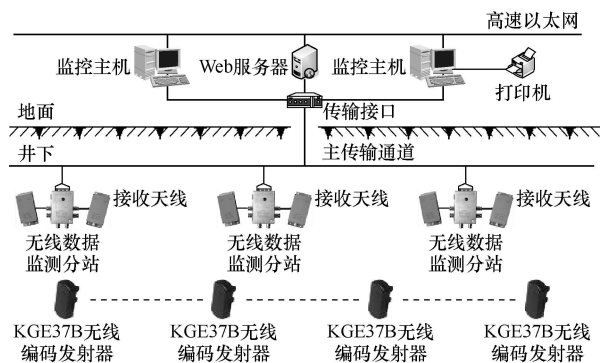 高速以太网
监控主机
Web服务器
监控主机
打印机
地面
传输接口
井下
主传输通道
接收天线
接收天线
接收天线
无线数据
监测分站
无线数据
监测分站
无线数据
监测分站
KGE37B无线
编码发射器
KGE37B无线
编码发射器
KGE37B无线
编码发射器
KGE37B无线
编码发射器